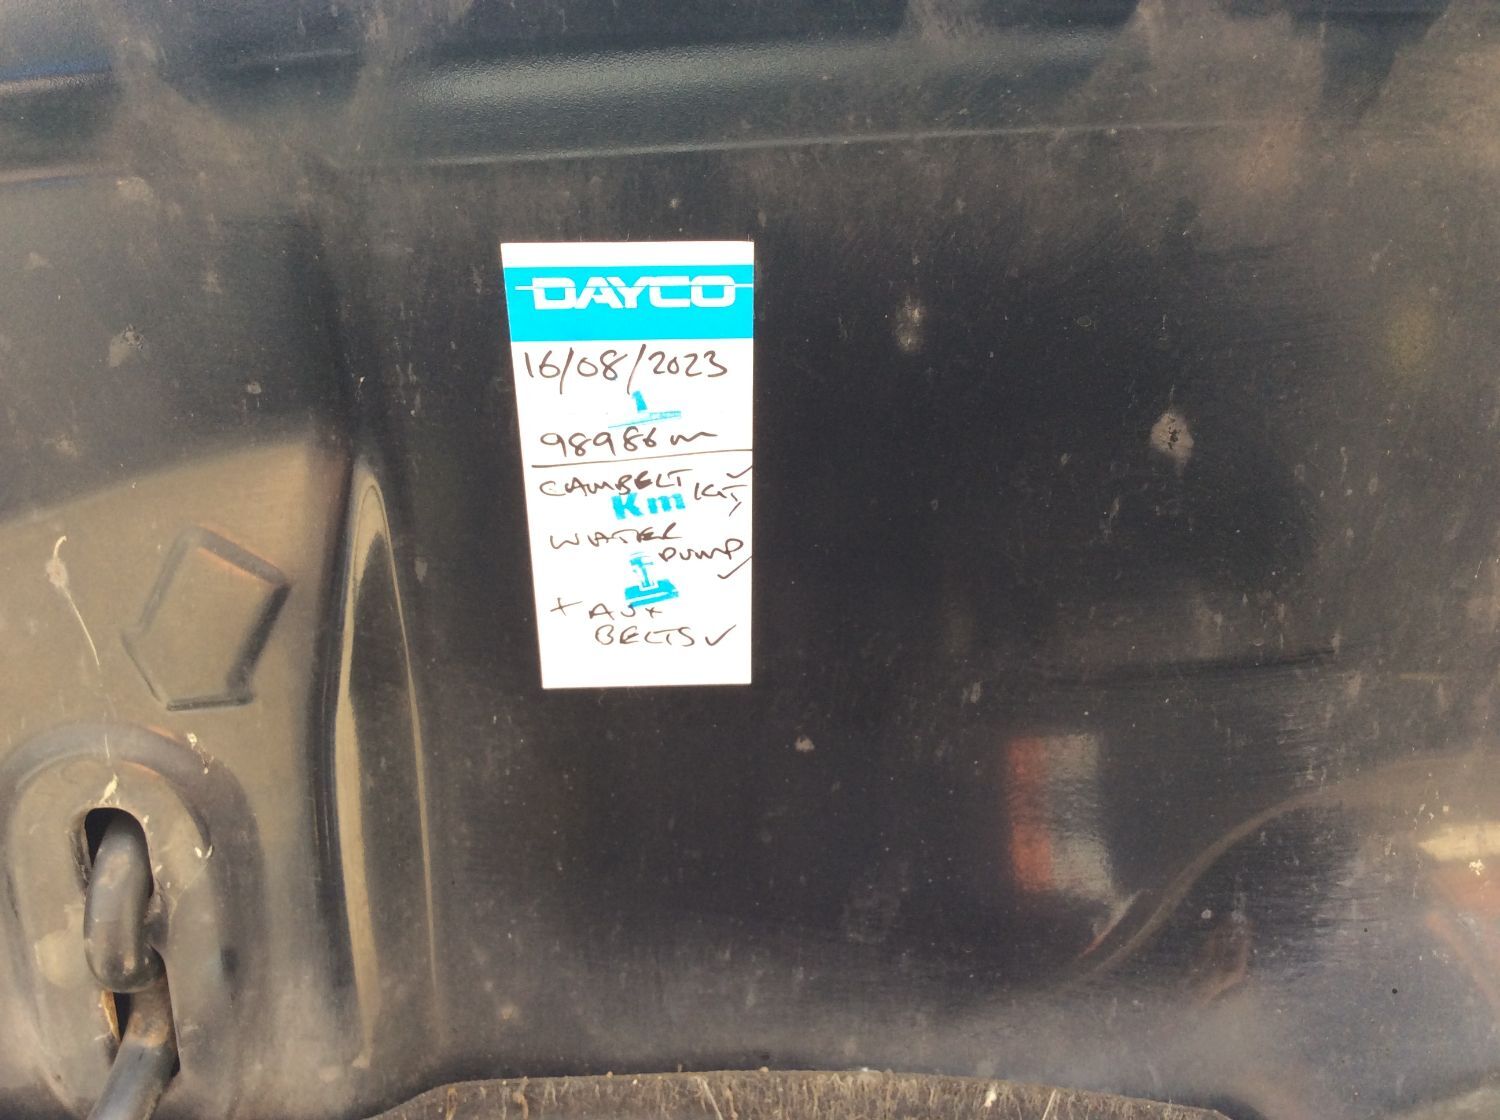 DAYCO
16/08/2023
98986m
CAMBELT ✓
Km KIT,
WATER
PUMP ✓
+ AUX
BELTS ✓